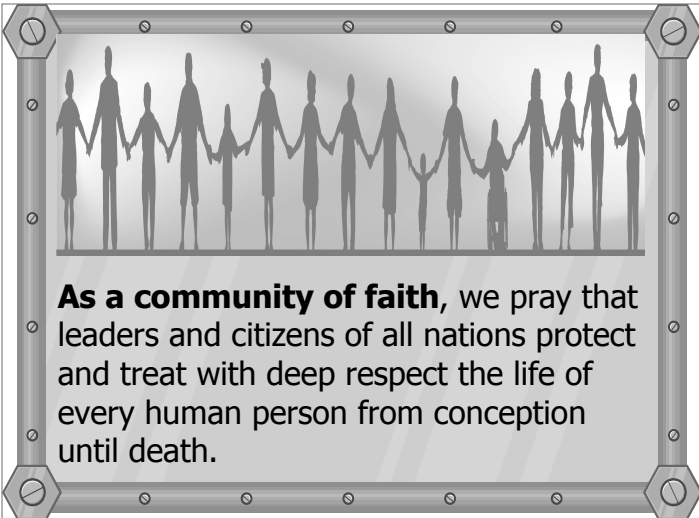 As a community of faith, we pray that
leaders and citizens of all nations protect
and treat with deep respect the life of
every human person from conception
until death.